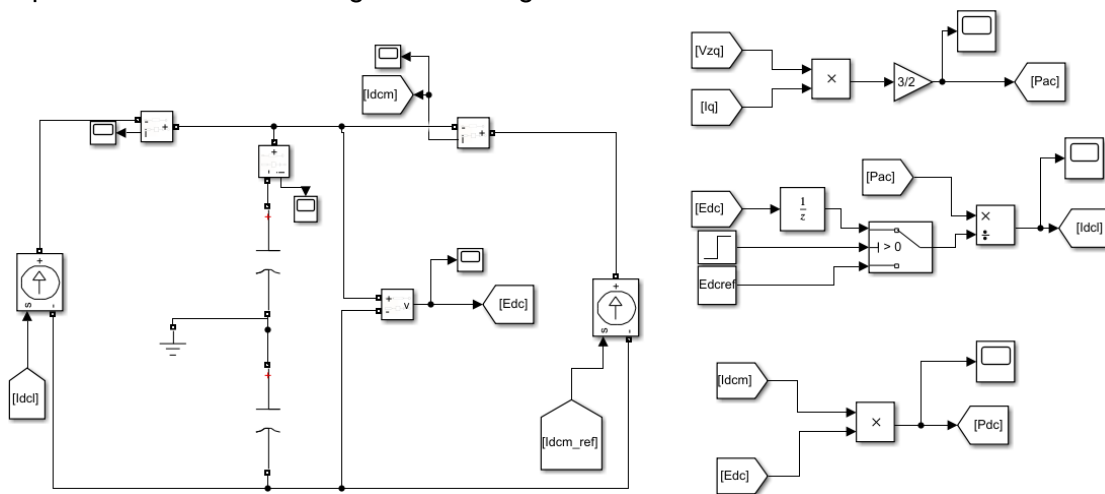 [Idcm]
- i +
- i +
+
-
+ S -
[Idcl]
+ v -
[Edc]
+ S -
[Idcm_ref]
[Vzq]
[Iq]
×
3/2
[Pac]
[Pac]
[Edc]
1
z
> 0
Edcref
×
÷
[Idcl]
[Idcm]
[Edc]
×
[Pdc]